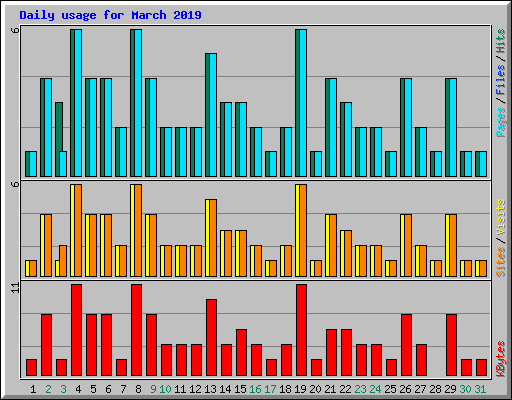 Daily usage for March 2019
6
Pages / Files / Hits
6
Sites / Visits
11
KBytes
1 2 3 4 5 6 7 8 9 10 11 12 13 14 15 16 17 18 19 20 21 22 23 24 25 26 27 28 29 30 31